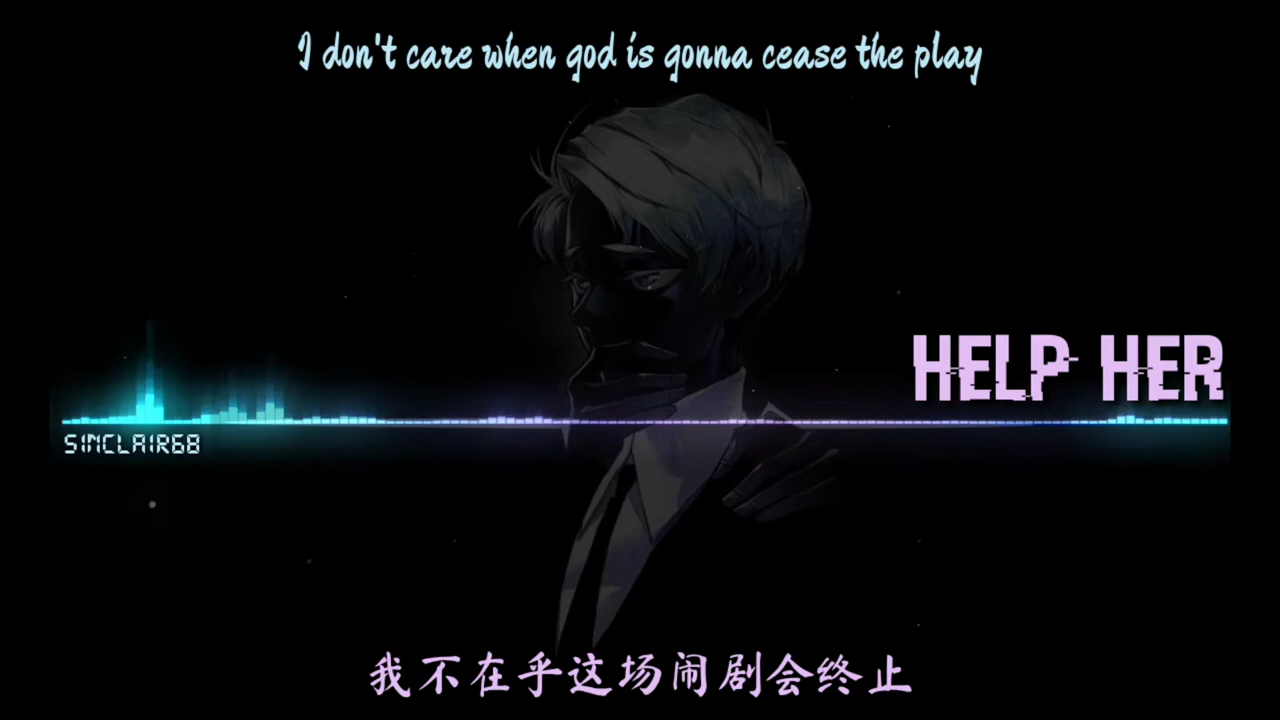 I don't care when god is gonna cease the play
HELP HER
SINCLAIR68
我不在乎这场闹剧会终止